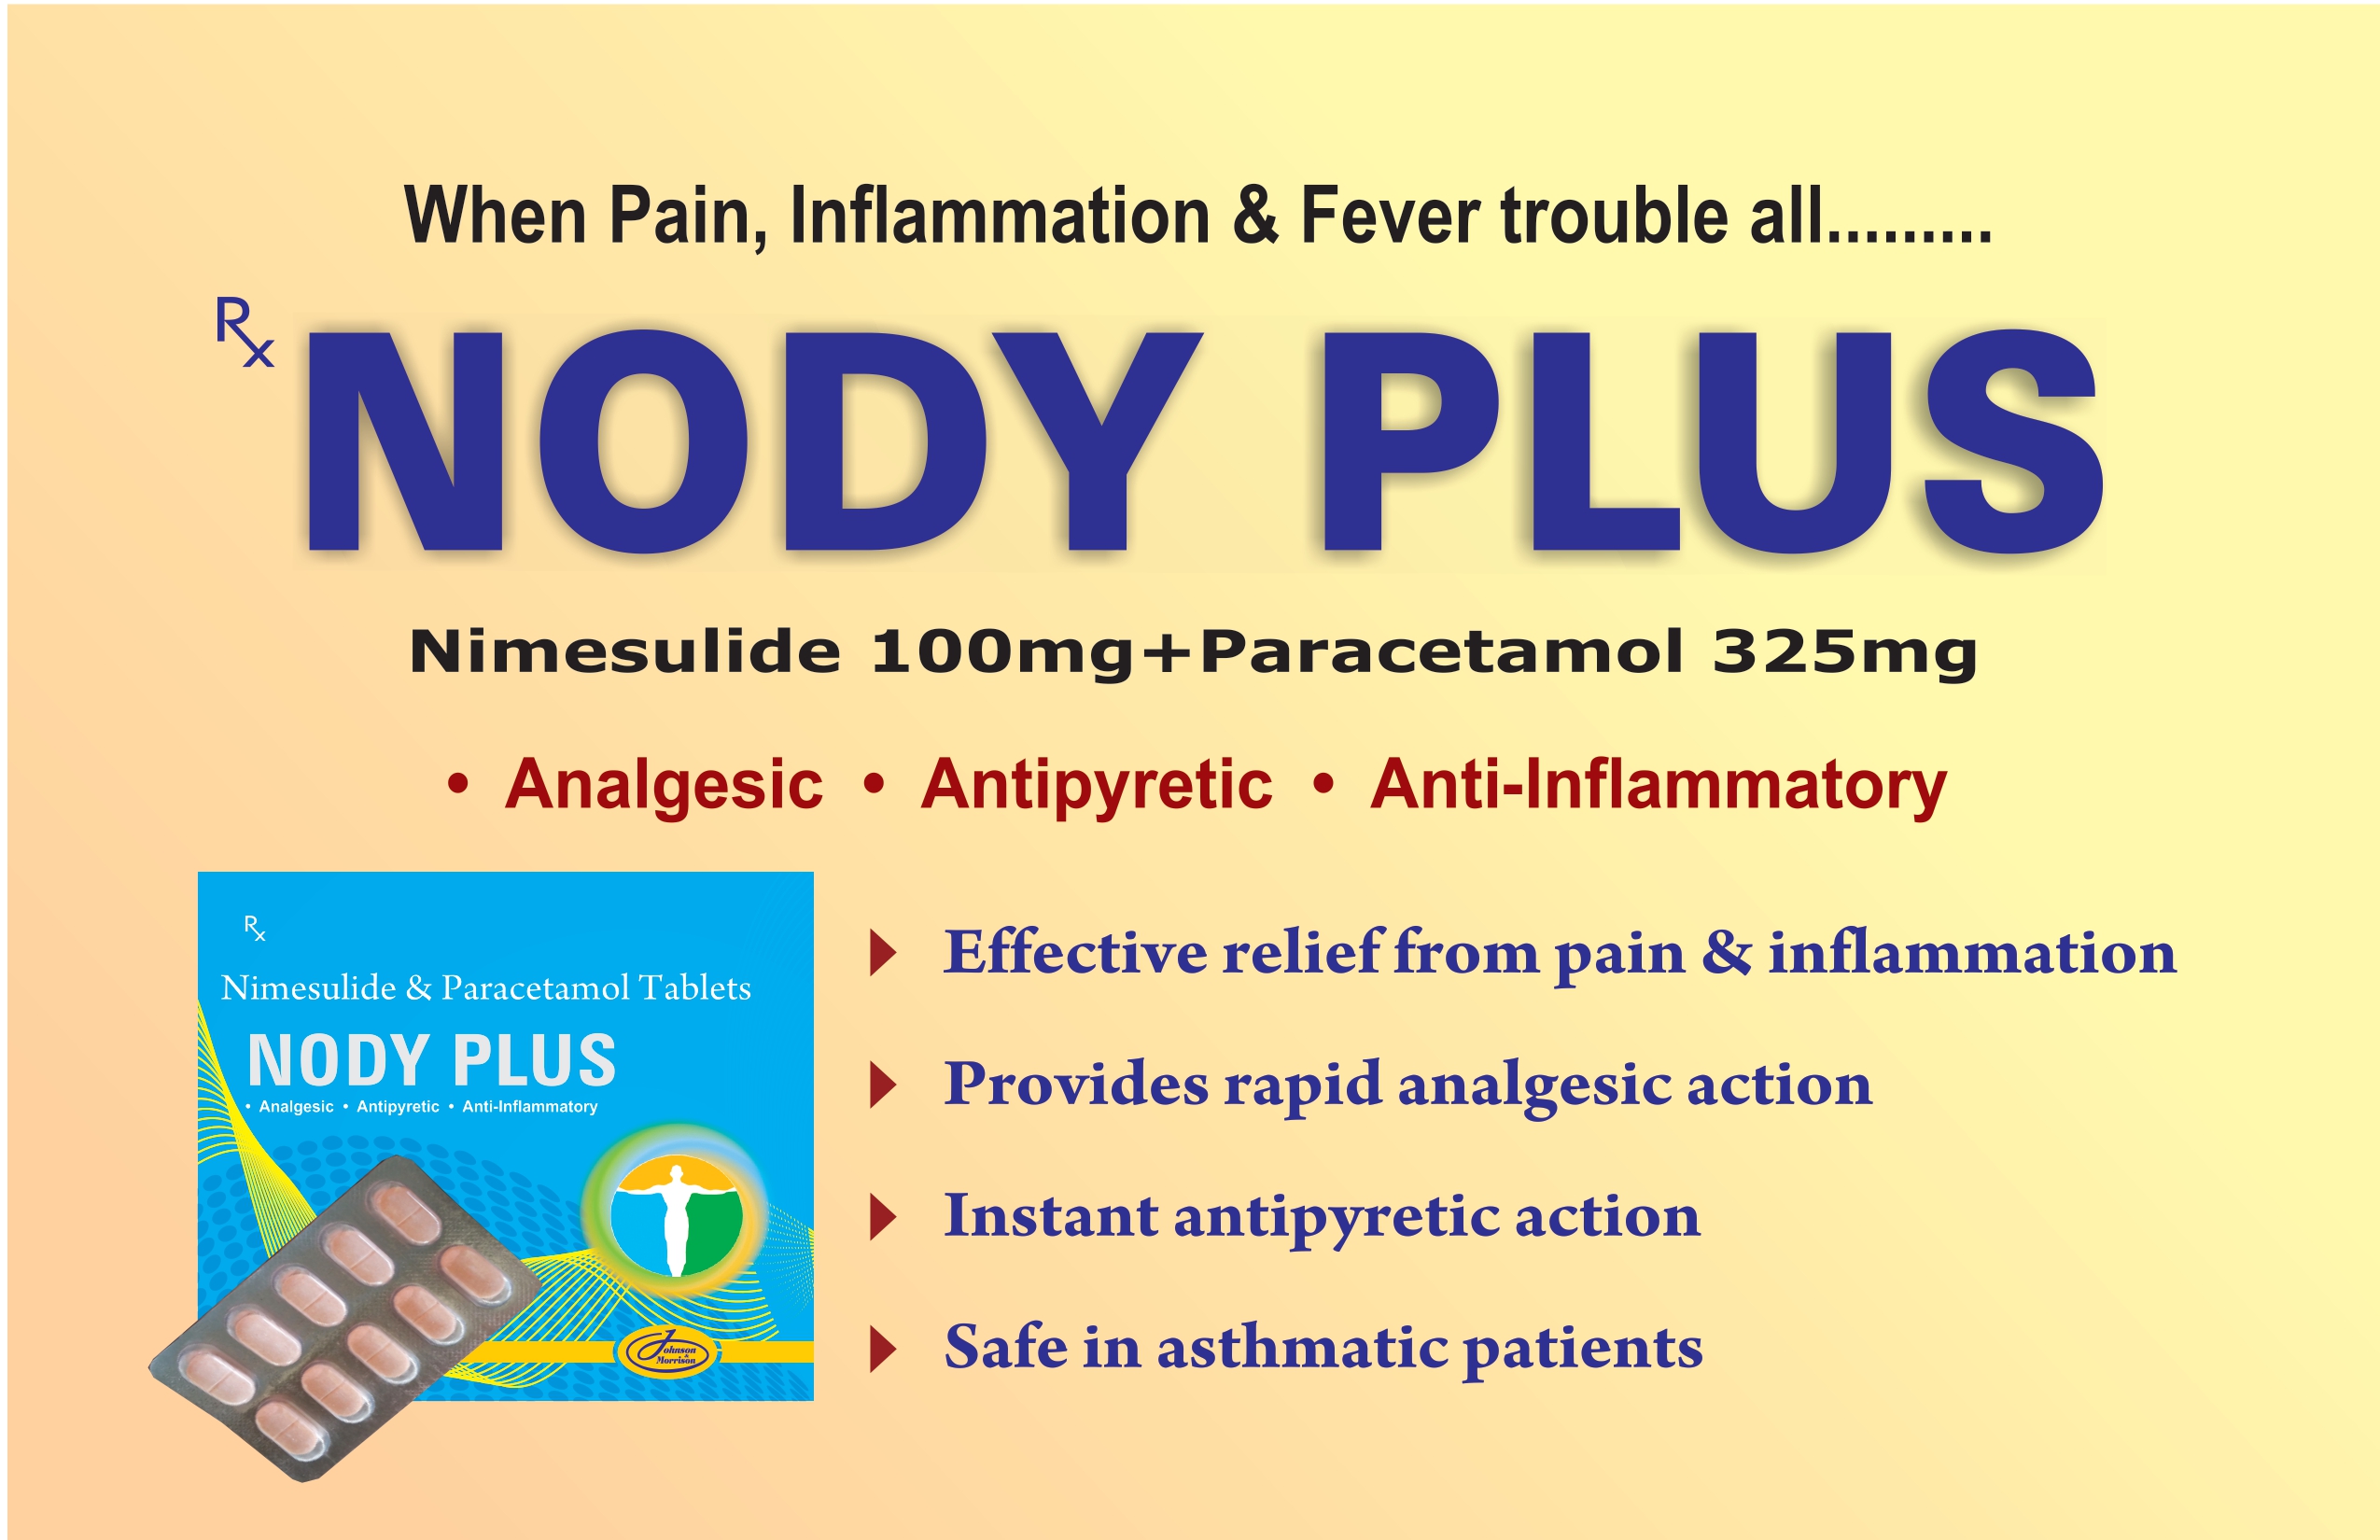 When Pain, Inflammation & Fever trouble all.........
Rx NODY PLUS
Nimesulide 100mg+Paracetamol 325mg
• Analgesic • Antipyretic • Anti-Inflammatory
Rx
Nimesulide & Paracetamol Tablets
NODY PLUS
• Analgesic • Antipyretic • Anti-Inflammatory
Johnson
&
Morrison
Effective relief from pain & inflammation
Provides rapid analgesic action
Instant antipyretic action
Safe in asthmatic patients